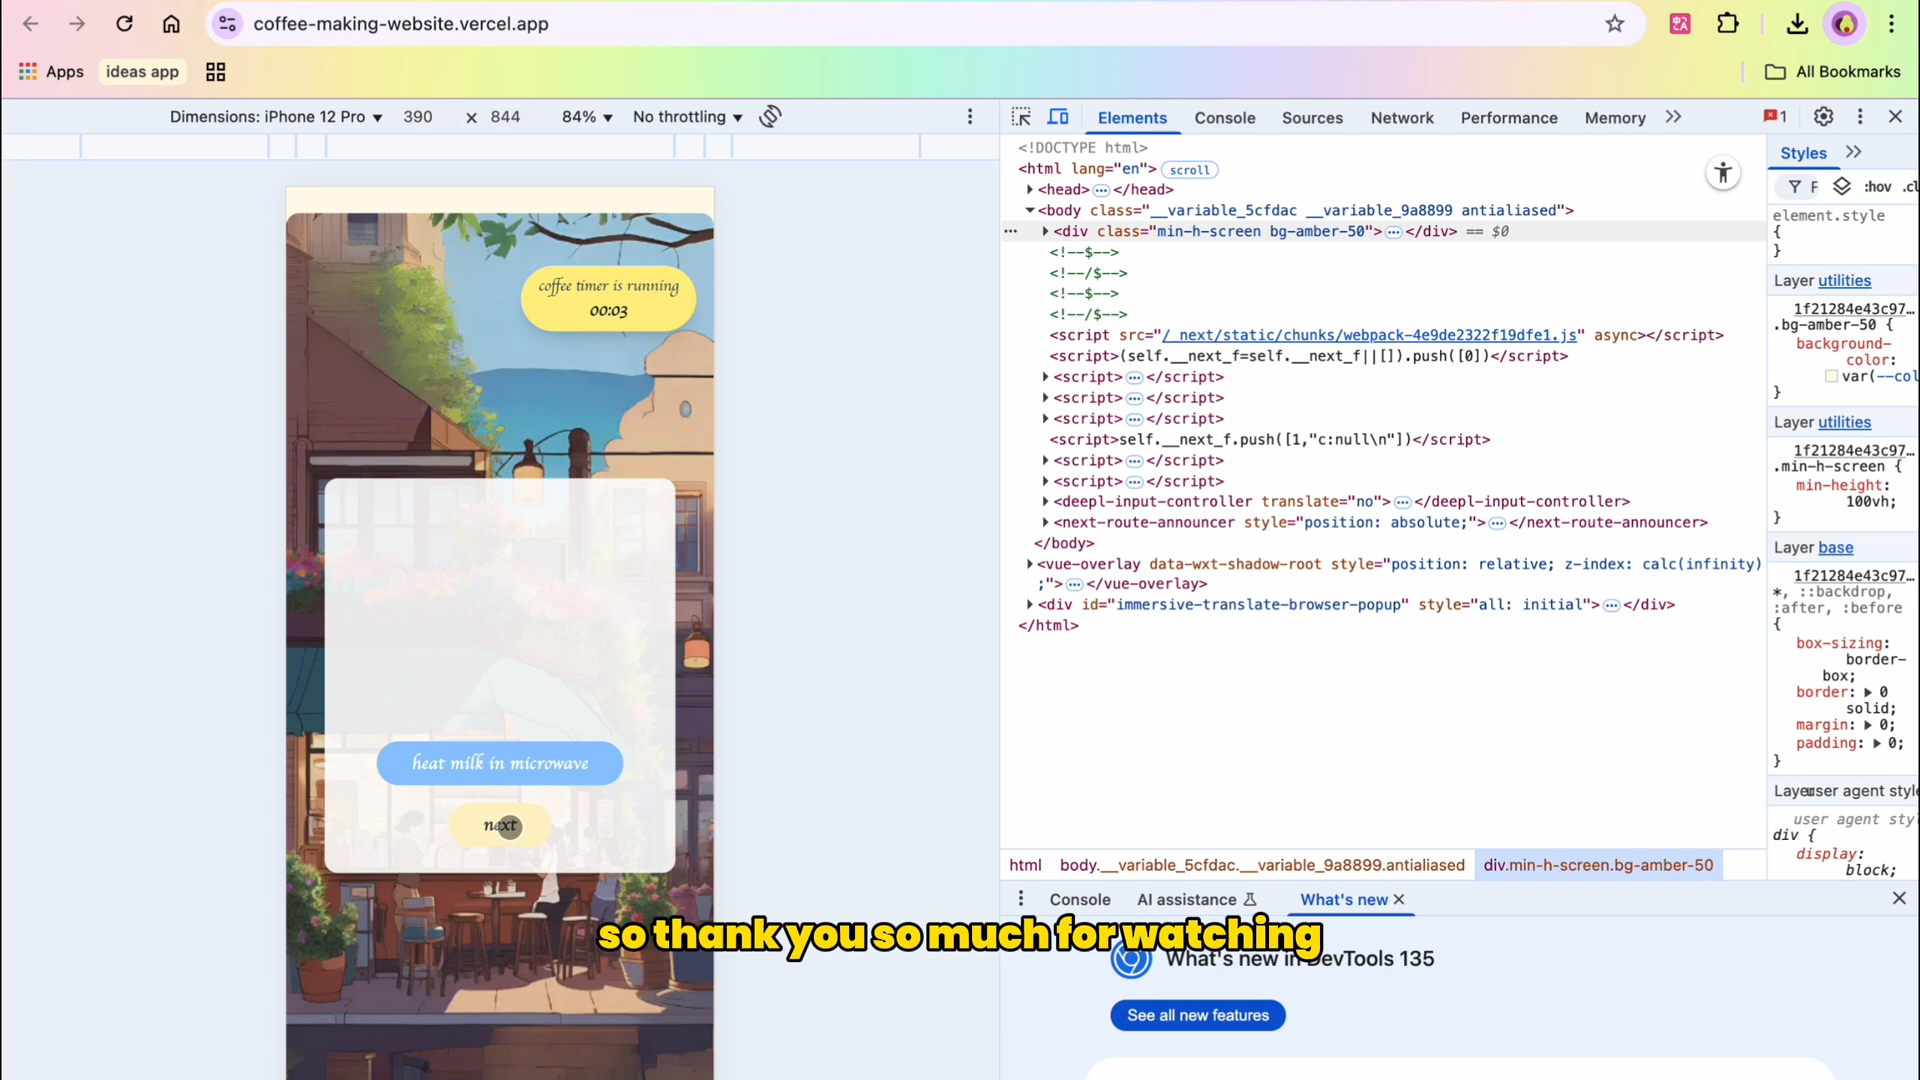 coffee-making-website.vercel.app
Apps
ideas app
All Bookmarks
Dimensions: iPhone 12 Pro ▼ 390 × 844 84% ▼ No throttling ▼
Elements Console Sources Network Performance Memory
1
coffee timer is running
00:03
heat milk in microwave
next
<!DOCTYPE html>
<html lang="en"> scroll
<head> ⋯ </head>
<body class="__variable_5cfdac __variable_9a8899 antialiased">
<div class="min-h-screen bg-amber-50"> ⋯ </div> == $0
<!--$-->
<!--/$-->
<!--$-->
<!--/$-->
<script src="/_next/static/chunks/webpack-4e9de2322f19dfe1.js" async></script>
<script>(self.__next_f=self.__next_f||[]).push([0])</script>
<script> ⋯ </script>
<script> ⋯ </script>
<script> ⋯ </script>
<script>self.__next_f.push([1,"c:null\n"])</script>
<script> ⋯ </script>
<script> ⋯ </script>
<deepl-input-controller translate="no"> ⋯ </deepl-input-controller>
<next-route-announcer style="position: absolute;"> ⋯ </next-route-announcer>
</body>
<vue-overlay data-wxt-shadow-root style="position: relative; z-index: calc(infinity)
;"> ⋯ </vue-overlay>
<div id="immersive-translate-browser-popup" style="all: initial"> ⋯ </div>
</html>
html body.__variable_5cfdac.__variable_9a8899.antialiased div.min-h-screen.bg-amber-50
Styles
F :hov .cl
element.style
{
}
Layer utilities
1f21284e43c97...
.bg-amber-50 {
background-
color:
var(--col
}
Layer utilities
1f21284e43c97...
.min-h-screen {
min-height:
100vh;
}
Layer base
1f21284e43c97...
*, ::backdrop,
:after, :before
{
box-sizing:
border-
box;
border: ▶ 0
solid;
margin: ▶ 0;
padding: ▶ 0;
}
user agent style
user agent styl
div {
display:
block;
Console AI assistance What's new
What's new in DevTools 135
See all new features
so thank you so much for watching